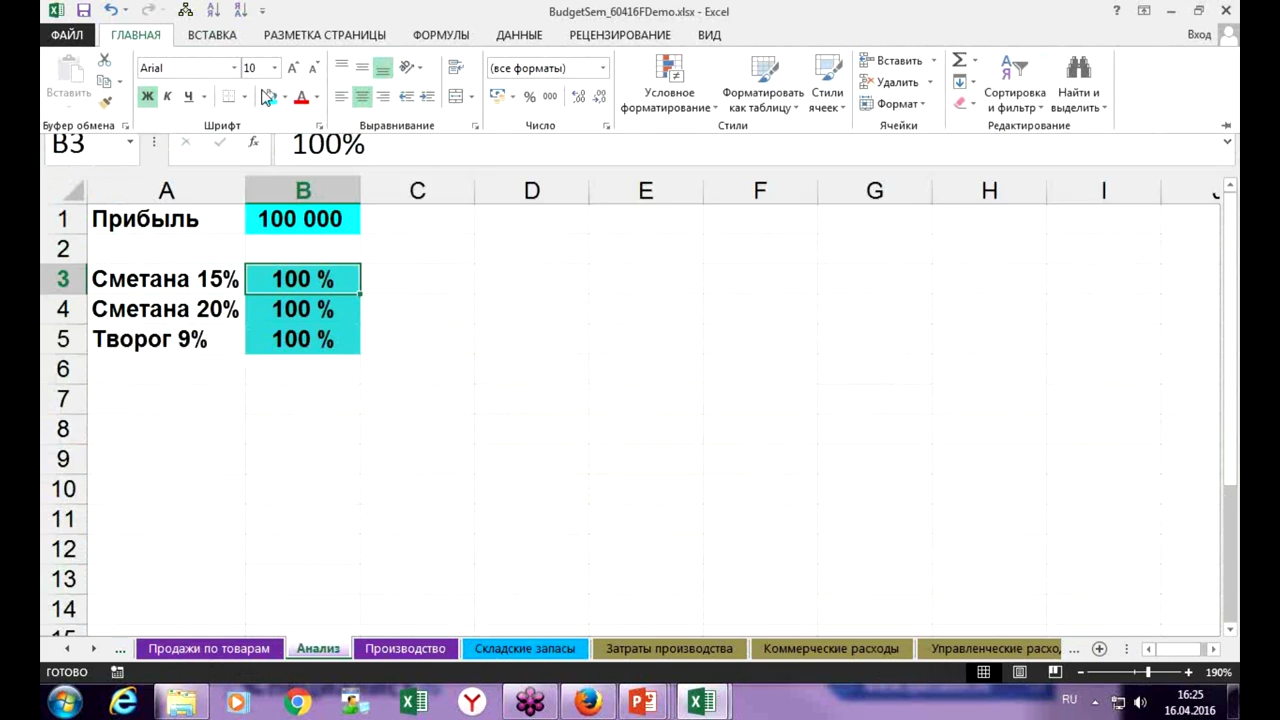 BudgetSem_60416FDemo.xlsx - Excel
ФАЙЛ ГЛАВНАЯ ВСТАВКА РАЗМЕТКА СТРАНИЦЫ ФОРМУЛЫ ДАННЫЕ РЕЦЕНЗИРОВАНИЕ ВИД Вход
Вставить
Буфер обмена
Arial 10
Ж К Ч
Шрифт
Выравнивание
(все форматы)
% 000
Число
Условное форматирование
Форматировать как таблицу
Стили ячеек
Стили
Вставить
Удалить
Формат
Ячейки
Сортировка и фильтр
Найти и выделить
Редактирование
B3 fx 100%
A B C D E F G H I J
1 Прибыль 100 000
2
3 Сметана 15% 100 %
4 Сметана 20% 100 %
5 Творог 9% 100 %
6
7
8
9
10
11
12
13
14
15
... Продажи по товарам Анализ Производство Складские запасы Затраты производства Коммерческие расходы Управленческие расхо ...
ГОТОВО 190%
RU 16:25
16.04.2016